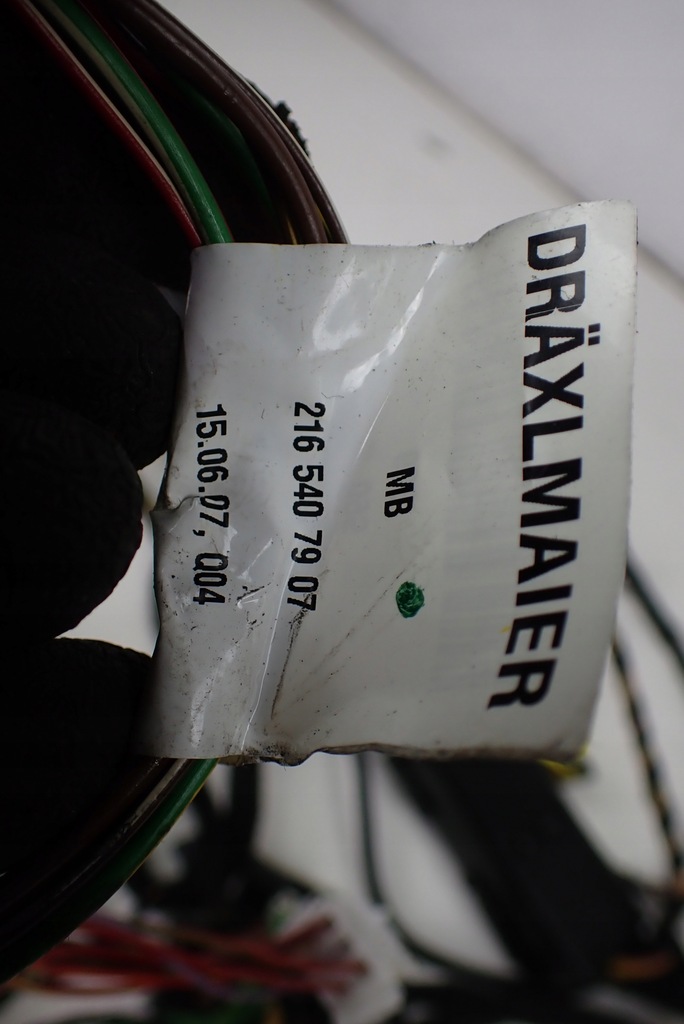 DRÄXLMAIER
MB
216 540 79 07
15.06.07, Q04